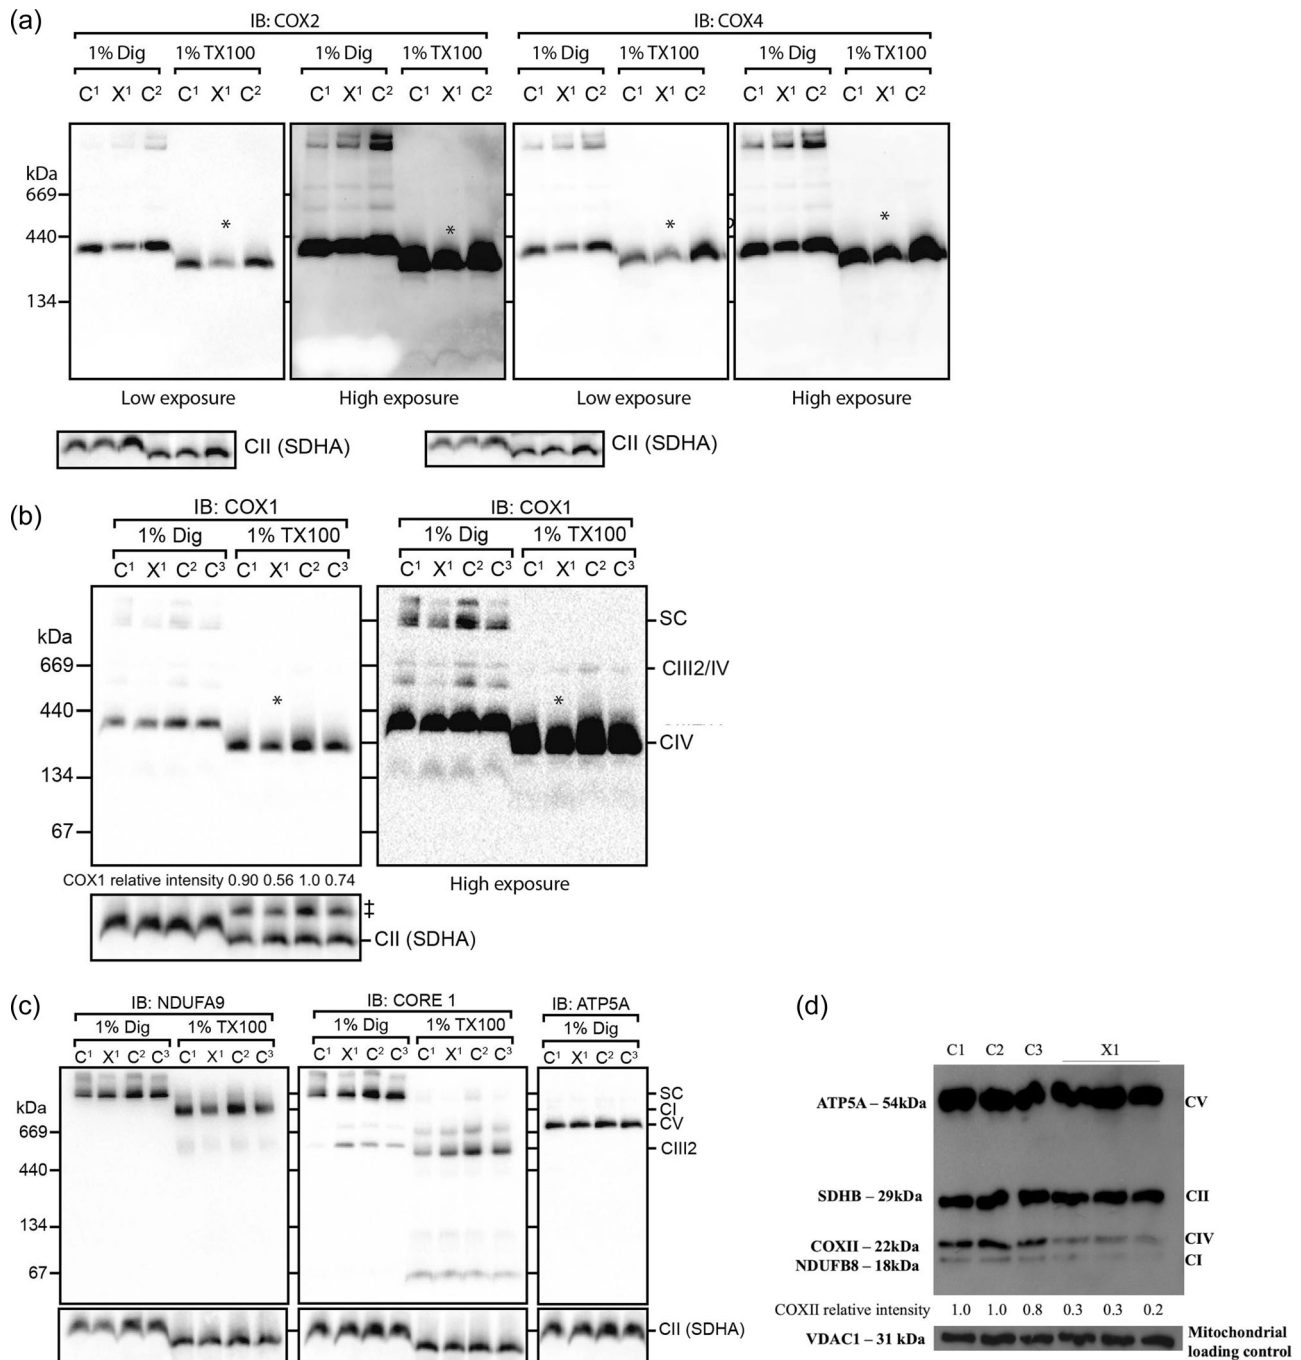 (a)
IB: COX2
IB: COX4
1% Dig 1% TX100 1% Dig 1% TX100 1% Dig 1% TX100 1% Dig 1% TX100
C1 X1 C2 C1 X1 C2 C1 X1 C2 C1 X1 C2 C1 X1 C2 C1 X1 C2 C1 X1 C2 C1 X1 C2
kDa
669
* * * *
440
134
Low exposure High exposure Low exposure High exposure
CII (SDHA) CII (SDHA)
(b)
IB: COX1 IB: COX1
1% Dig 1% TX100 1% Dig 1% TX100
C1 X1 C2 C3 C1 X1 C2 C3 C1 X1 C2 C3 C1 X1 C2 C3
SC
kDa
669 CIII2/IV
* *
440
CIV
134
67
COX1 relative intensity 0.90 0.56 1.0 0.74
High exposure
‡
CII (SDHA)
(c)
IB: NDUFA9 IB: CORE 1 IB: ATP5A
1% Dig 1% TX100 1% Dig 1% TX100 1% Dig
C1 X1 C2 C3 C1 X1 C2 C3 C1 X1 C2 C3 C1 X1 C2 C3 C1 X1 C2 C3
SC
kDa CI
669 CV
CIII2
440
134
67
CII (SDHA)
(d)
C1 C2 C3 X1
ATP5A – 54kDa CV
SDHB – 29kDa CII
COXII – 22kDa CIV
NDUFB8 – 18kDa CI
COXII relative intensity 1.0 1.0 0.8 0.3 0.3 0.2
VDAC1 – 31 kDa Mitochondrial
loading control